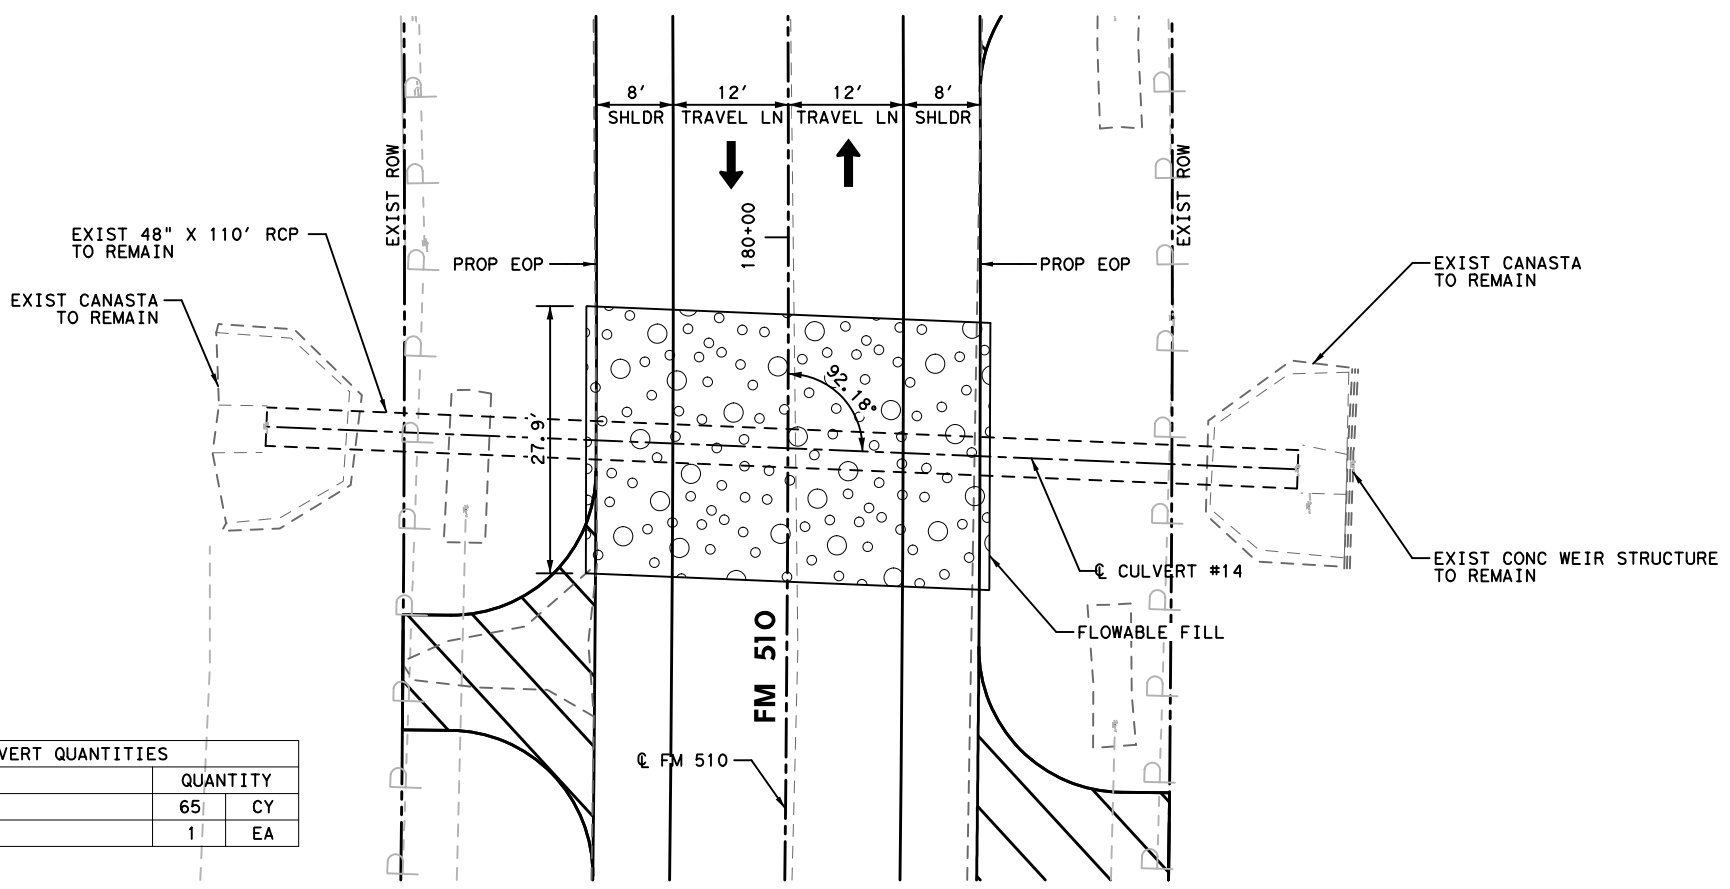 8' 12' 12' 8'
SHLDR TRAVEL LN TRAVEL LN SHLDR
EXIST ROW
EXIST ROW
180+00
EXIST 48" X 110' RCP
TO REMAIN
PROP EOP
PROP EOP
EXIST CANASTA
TO REMAIN
EXIST CANASTA
TO REMAIN
27.9'
92.18°
EXIST CONC WEIR STRUCTURE
TO REMAIN
℄ CULVERT #14
FLOWABLE FILL
FM 510
℄ FM 510
VERT QUANTITIES
QUANTITY
65 CY
1 EA
P P P P P P P P P P
P P P P P P P P P P